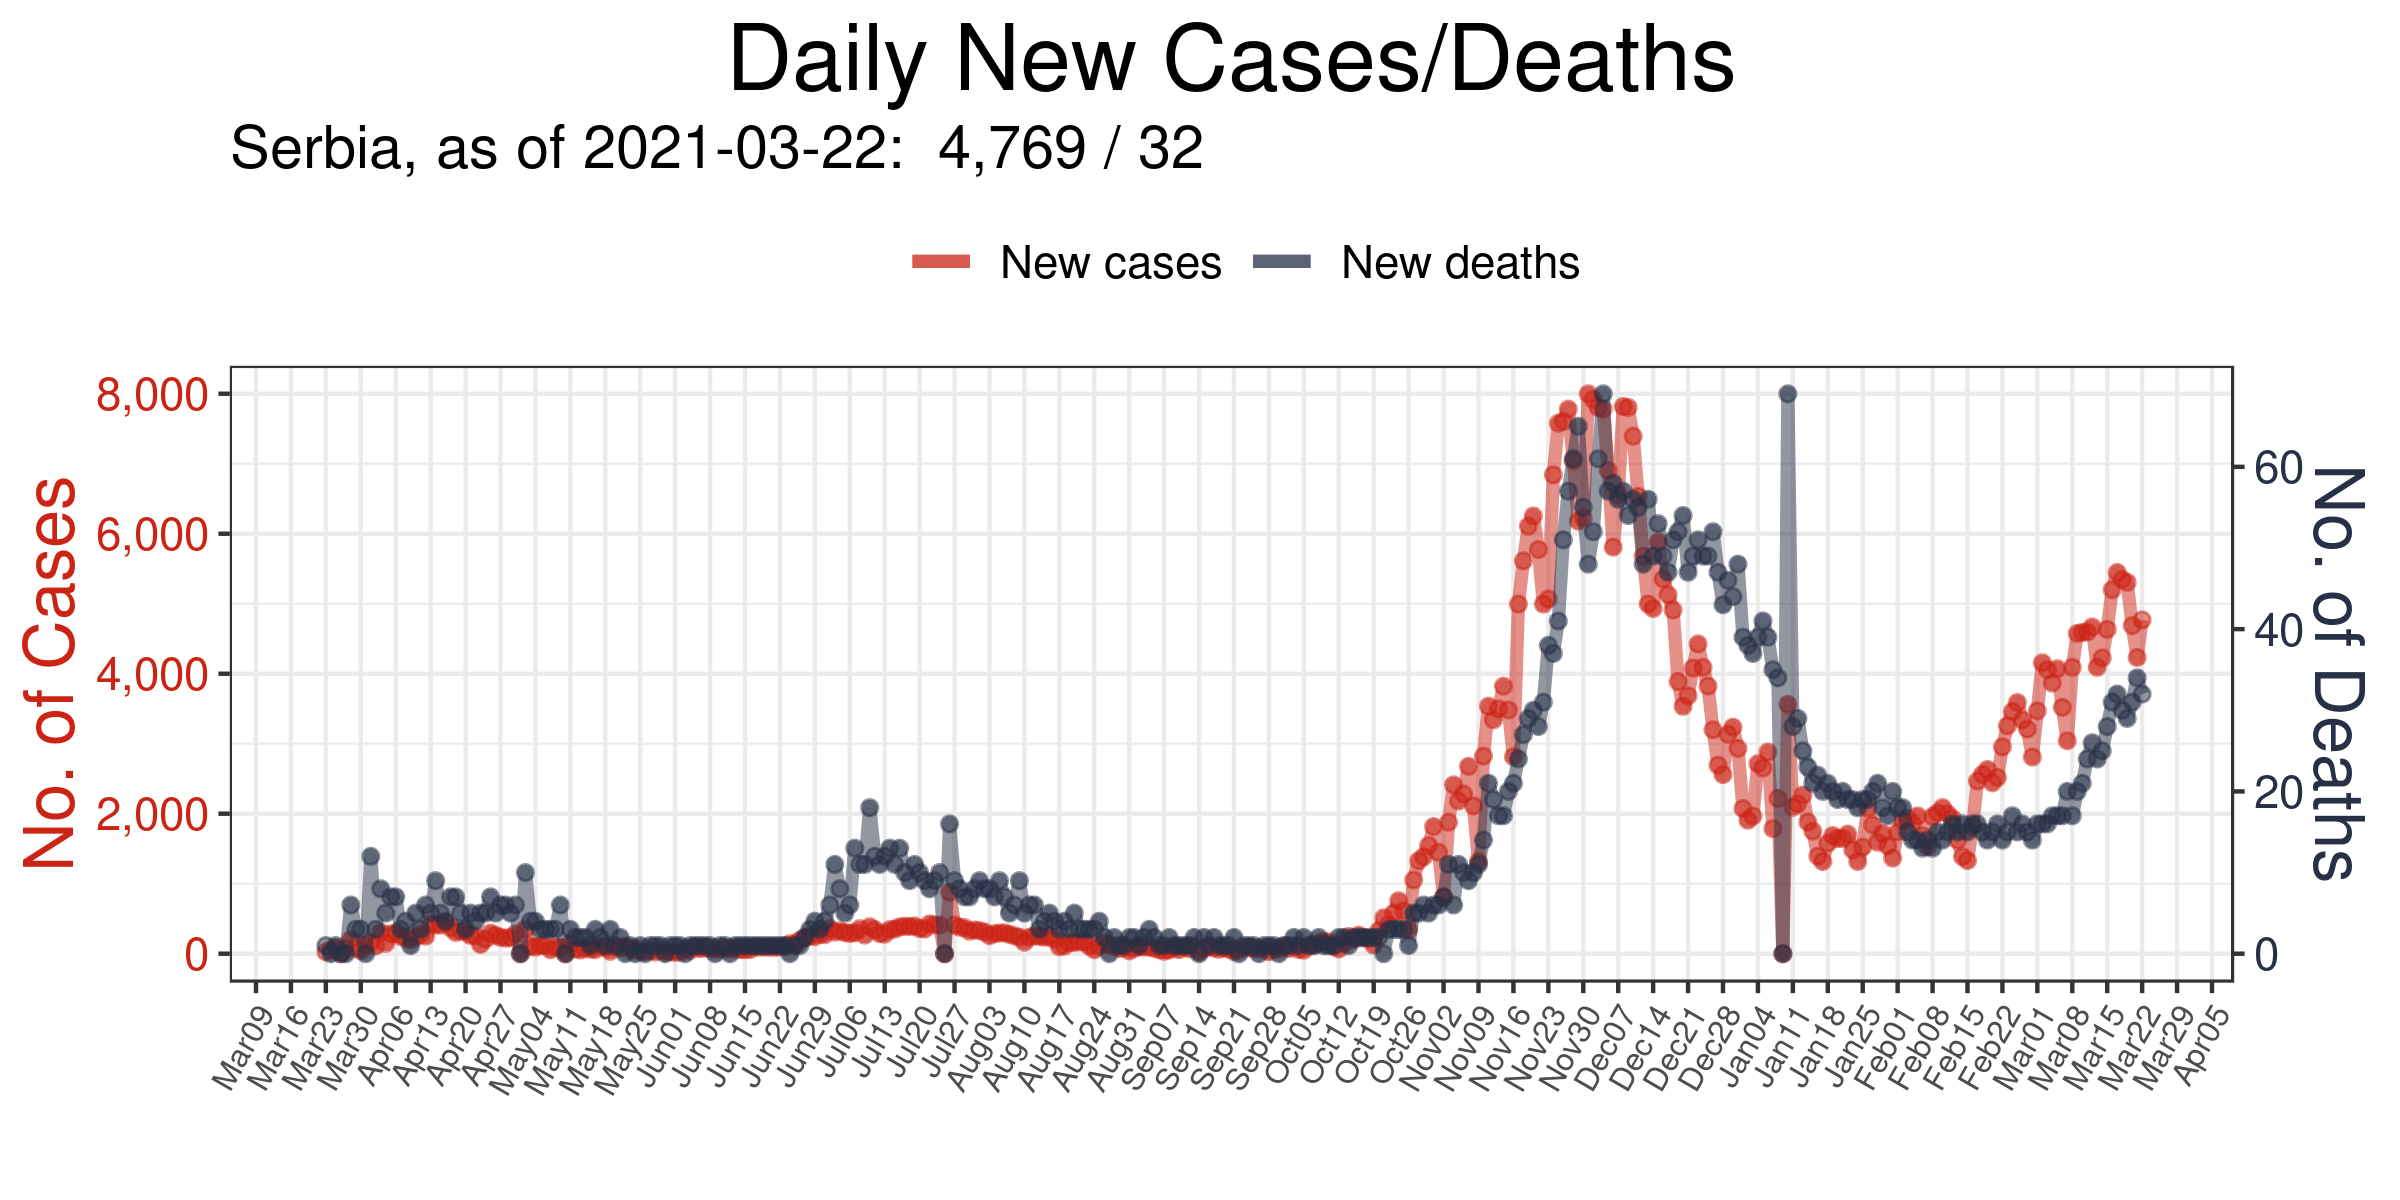 Daily New Cases/Deaths
Serbia, as of 2021-03-22:  4,769 / 32
New cases
New deaths
No. of Cases
8,000
6,000
4,000
2,000
0
60
40
20
0
No. of Deaths
Mar09
Mar16
Mar23
Mar30
Apr06
Apr13
Apr20
Apr27
May04
May11
May18
May25
Jun01
Jun08
Jun15
Jun22
Jun29
Jul06
Jul13
Jul20
Jul27
Aug03
Aug10
Aug17
Aug24
Aug31
Sep07
Sep14
Sep21
Sep28
Oct05
Oct12
Oct19
Oct26
Nov02
Nov09
Nov16
Nov23
Nov30
Dec07
Dec14
Dec21
Dec28
Dec04
Jan11
Jan18
Jan25
Feb01
Feb08
Feb15
Feb22
Mar01
Mar08
Mar15
Mar22
Mar29
Apr05